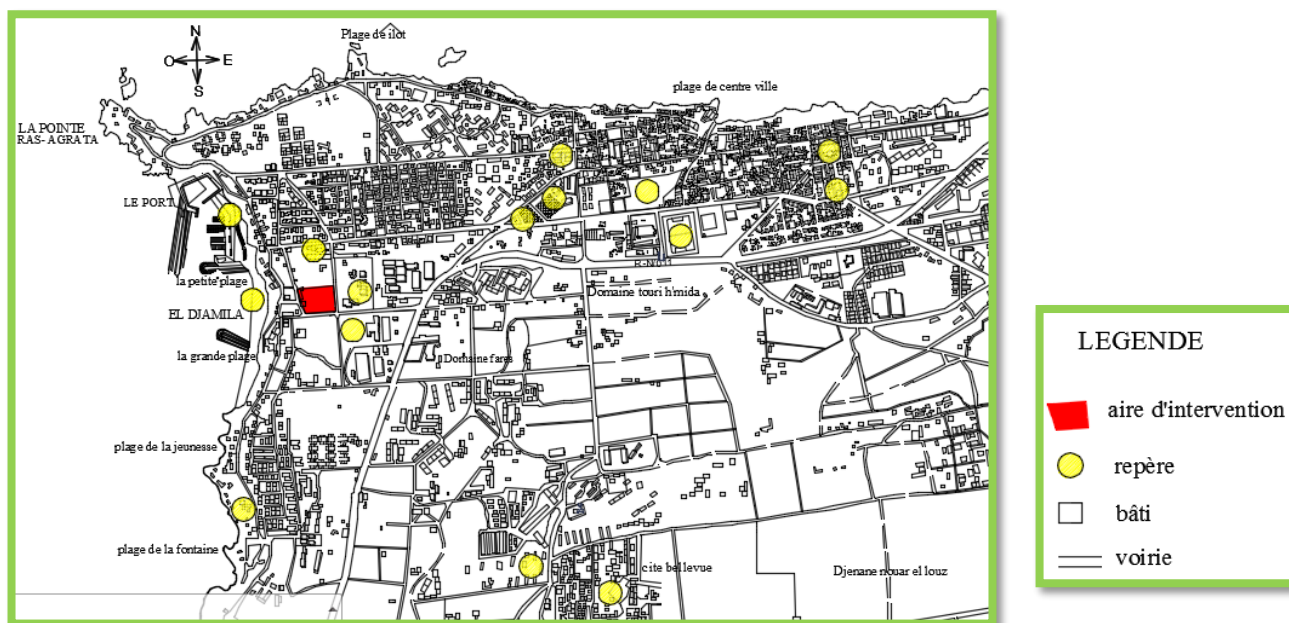 Plage de ilot
N
O E
S
plage de centre ville
LA POINTE
RAS- AGRATA
LE PORT
la petite plage
Domaine touri h'mida
EL DJAMILA
la grande plage
Domaine fares
plage de la jeunesse
plage de la fontaine
cite bellevue
Djenane nouar el louz
LEGENDE
aire d'intervention
repère
bâti
voirie